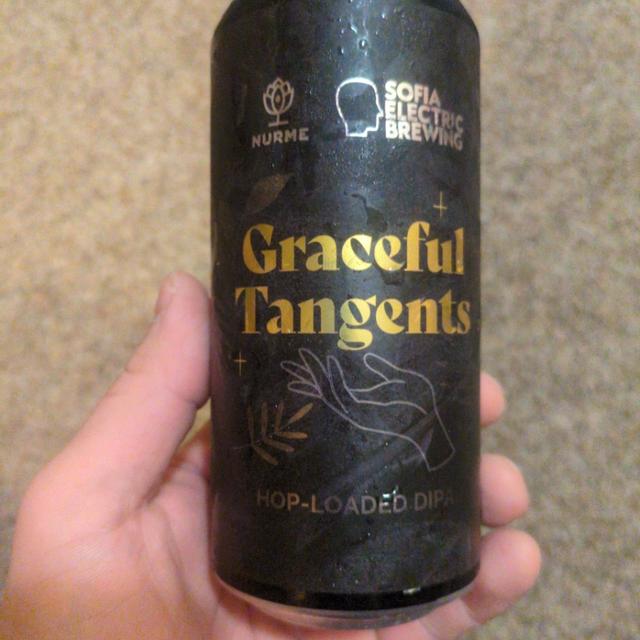 NURME
SOFIA
ELECTRIC
BREWING
Graceful
Tangents
HOP-LOADED DIPA